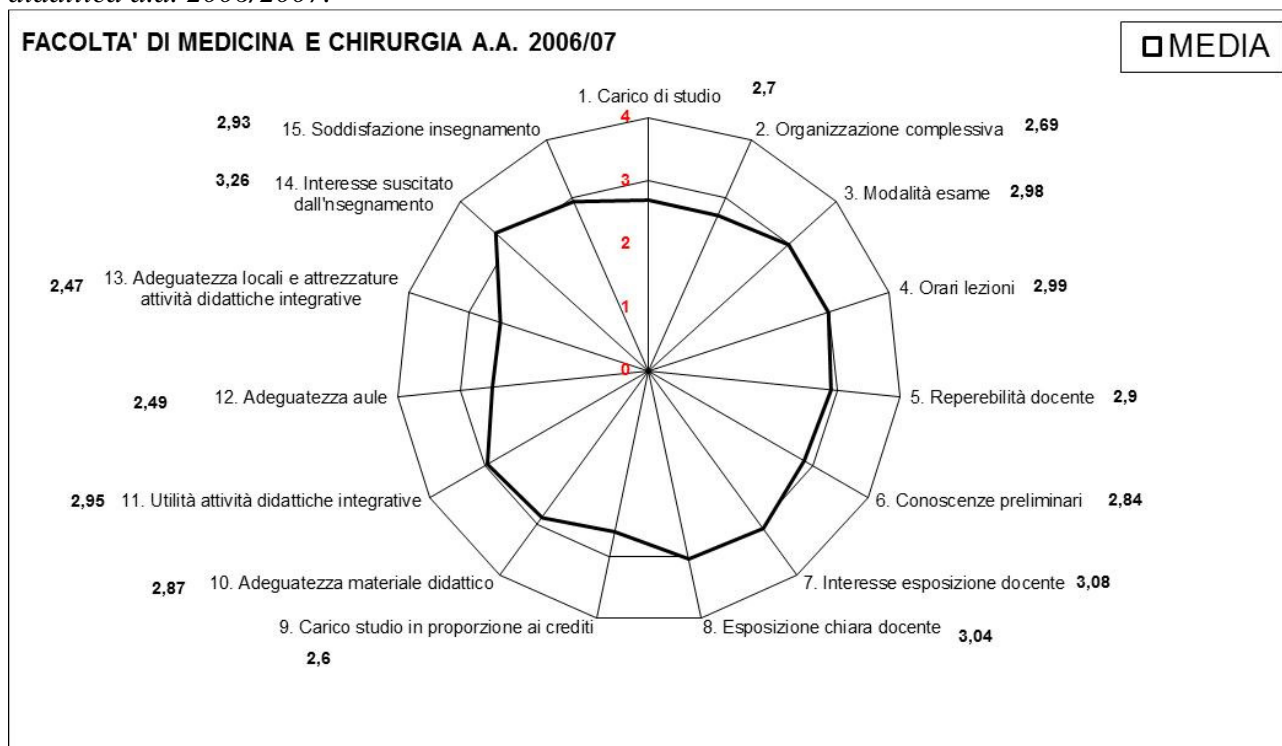 didattica a.a. 2006/2007.
FACOLTA' DI MEDICINA E CHIRURGIA A.A. 2006/07
MEDIA
1. Carico di studio 2,7
2. Organizzazione complessiva 2,69
3. Modalità esame 2,98
4. Orari lezioni 2,99
5. Reperebilità docente 2,9
6. Conoscenze preliminari 2,84
7. Interesse esposizione docente 3,08
8. Esposizione chiara docente 3,04
9. Carico studio in proporzione ai crediti
2,6
10. Adeguatezza materiale didattico
2,87
11. Utilità attività didattiche integrative
2,95
12. Adeguatezza aule
2,49
13. Adeguatezza locali e attrezzature
attività didattiche integrative
2,47
14. Interesse suscitato
dall'nsegnamento
3,26
15. Soddisfazione insegnamento
2,93
4
3
2
1
0